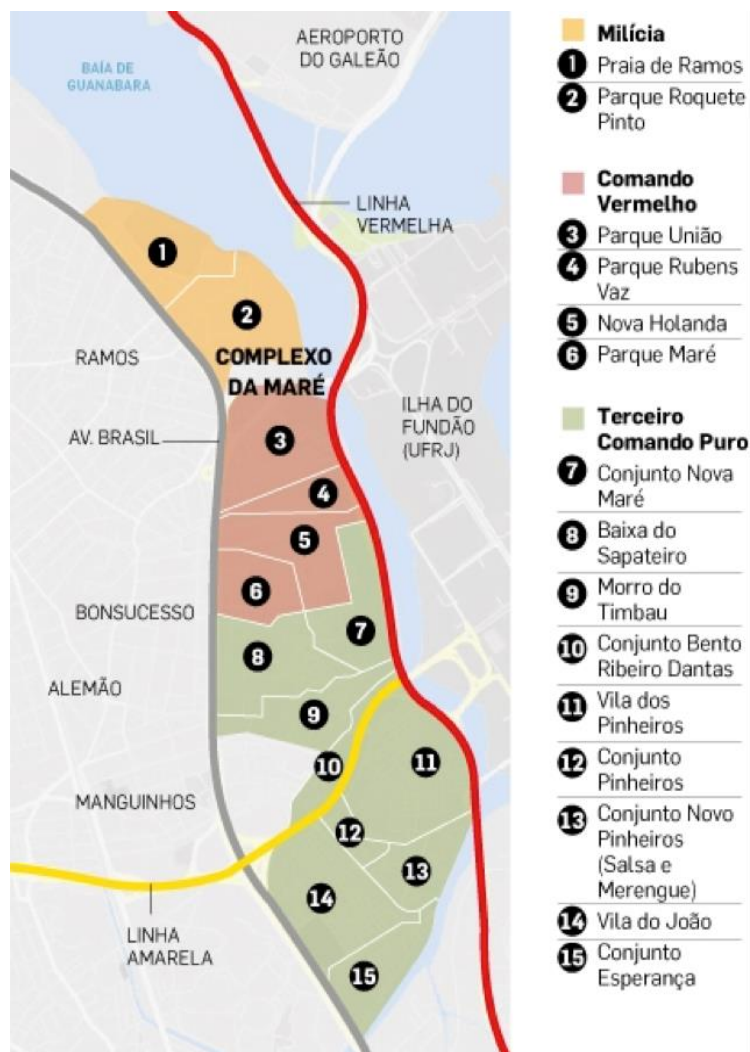 AEROPORTO
DO GALEÃO
BAÍA DE
GUANABARA
LINHA
VERMELHA
1
2
RAMOS
COMPLEXO
DA MARÉ
ILHA DO
FUNDÃO
(UFRJ)
AV. BRASIL
3
4
5
6
BONSUCESSO
7
8
ALEMÃO
9
10
11
MANGUINHOS
12
13
14
LINHA
AMARELA
15
Milícia
1 Praia de Ramos
2 Parque Roquete
Pinto
Comando
Vermelho
3 Parque União
4 Parque Rubens
Vaz
5 Nova Holanda
6 Parque Maré
Terceiro
Comando Puro
7 Conjunto Nova
Maré
8 Baixa do
Sapateiro
9 Morro do
Timbau
10 Conjunto Bento
Ribeiro Dantas
11 Vila dos
Pinheiros
12 Conjunto
Pinheiros
13 Conjunto Novo
Pinheiros
(Salsa e
Merengue)
14 Vila do João
15 Conjunto
Esperança